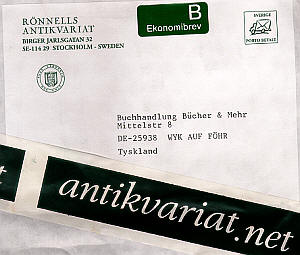 RÖNNELLS
ANTIKVARIAT
BIRGER JARLSGATAN 32
SE-114 29 STOCKHOLM - SWEDEN
B
Ekonomibrev
SVERIGE
PORTO BETALT
Buchhandlung Bücher & Mehr
Mittelstr 8
DE-25938 WYK AUF FÖHR
Tyskland
t
antikvariat.net